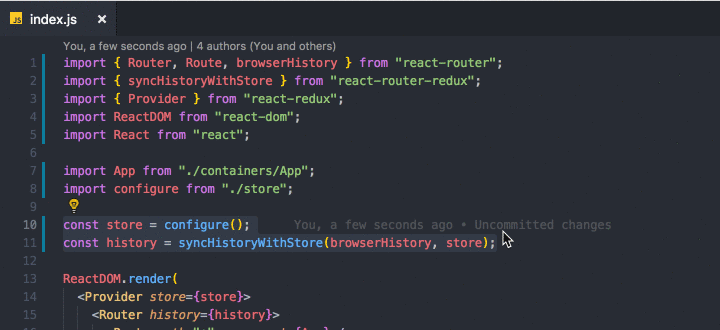 JS index.js ×
You, a few seconds ago | 4 authors (You and others)
1 import { Router, Route, browserHistory } from "react-router";
2 import { syncHistoryWithStore } from "react-router-redux";
3 import { Provider } from "react-redux";
4 import ReactDOM from "react-dom";
5 import React from "react";
6
7 import App from "./containers/App";
8 import configure from "./store";
9
10 const store = configure(); You, a few seconds ago • Uncommitted changes
11 const history = syncHistoryWithStore(browserHistory, store);
12
13 ReactDOM.render(
14 <Provider store={store}>
15 <Router history={history}>